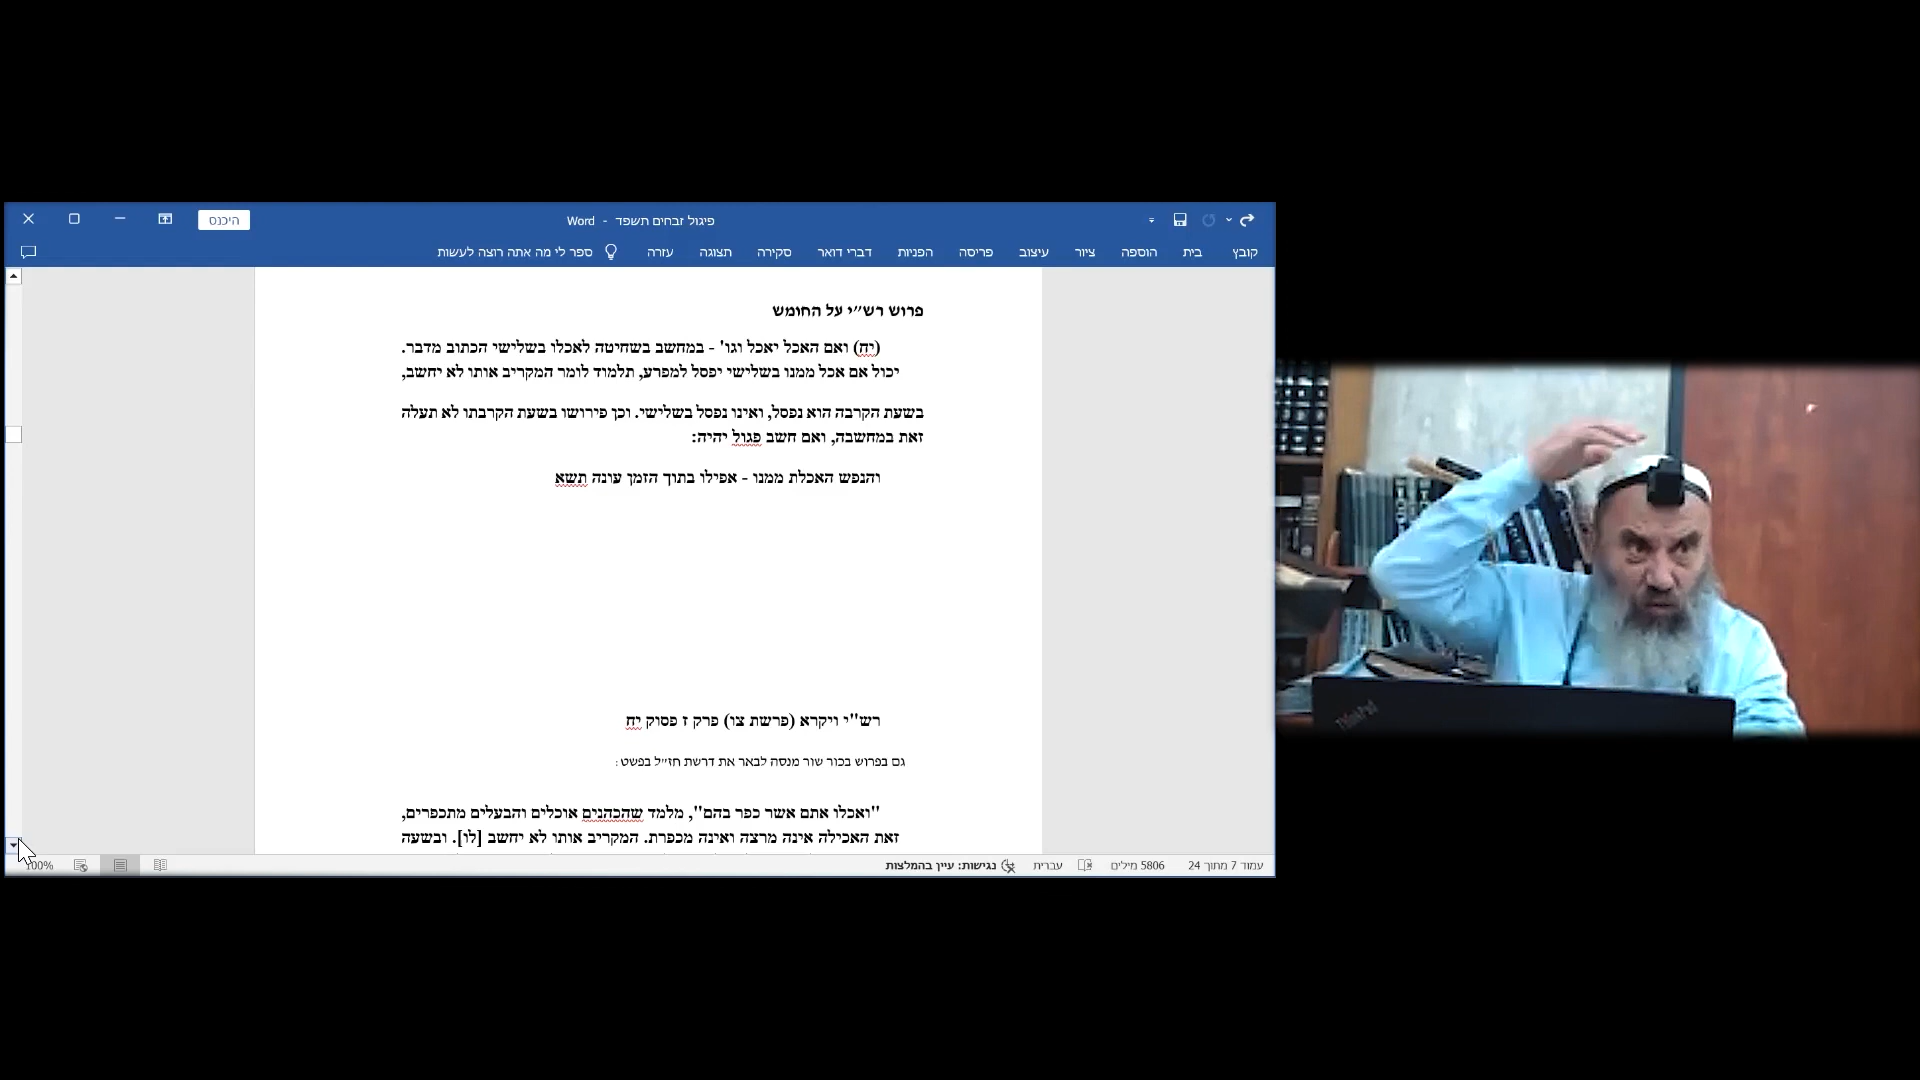 היכנס
פיגול זבחים תשפד - Word
קובץ בית הוספה ציור עיצוב פריסה הפניות דברי דואר סקירה תצוגה עזרה ספר לי מה אתה רוצה לעשות
פרוש רש״י על החומש
(יח) ואם האכל יאכל וגו' - במחשב בשחיטה לאכלו בשלישי הכתוב מדבר.
יכול אם אכל ממנו בשלישי יפסל למפרע, תלמוד לומר המקריב אותו לא יחשב,
בשעת הקרבה הוא נפסל, ואינו נפסל בשלישי. וכן פירושו בשעת הקרבתו לא תעלה
זאת במחשבה, ואם חשב פגול יהיה:
והנפש האכלת ממנו - אפילו בתוך הזמן עונה תשא
רש"י ויקרא (פרשת צו) פרק ז פסוק יח
גם בפרוש בכור שור מנסה לבאר את דרשת חז״ל בפשט :
"ואכלו אתם אשר כפר בהם", מלמד שהכהנים אוכלים והבעלים מתכפרים,
זאת האכילה אינה מרצה ואינה מכפרת. המקריב אותו לא יחשב [לו]. ובשעה
עמוד 7 מתוך 24 5806 מילים עברית נגישות: עיין בהמלצות 100%
ThinkPad